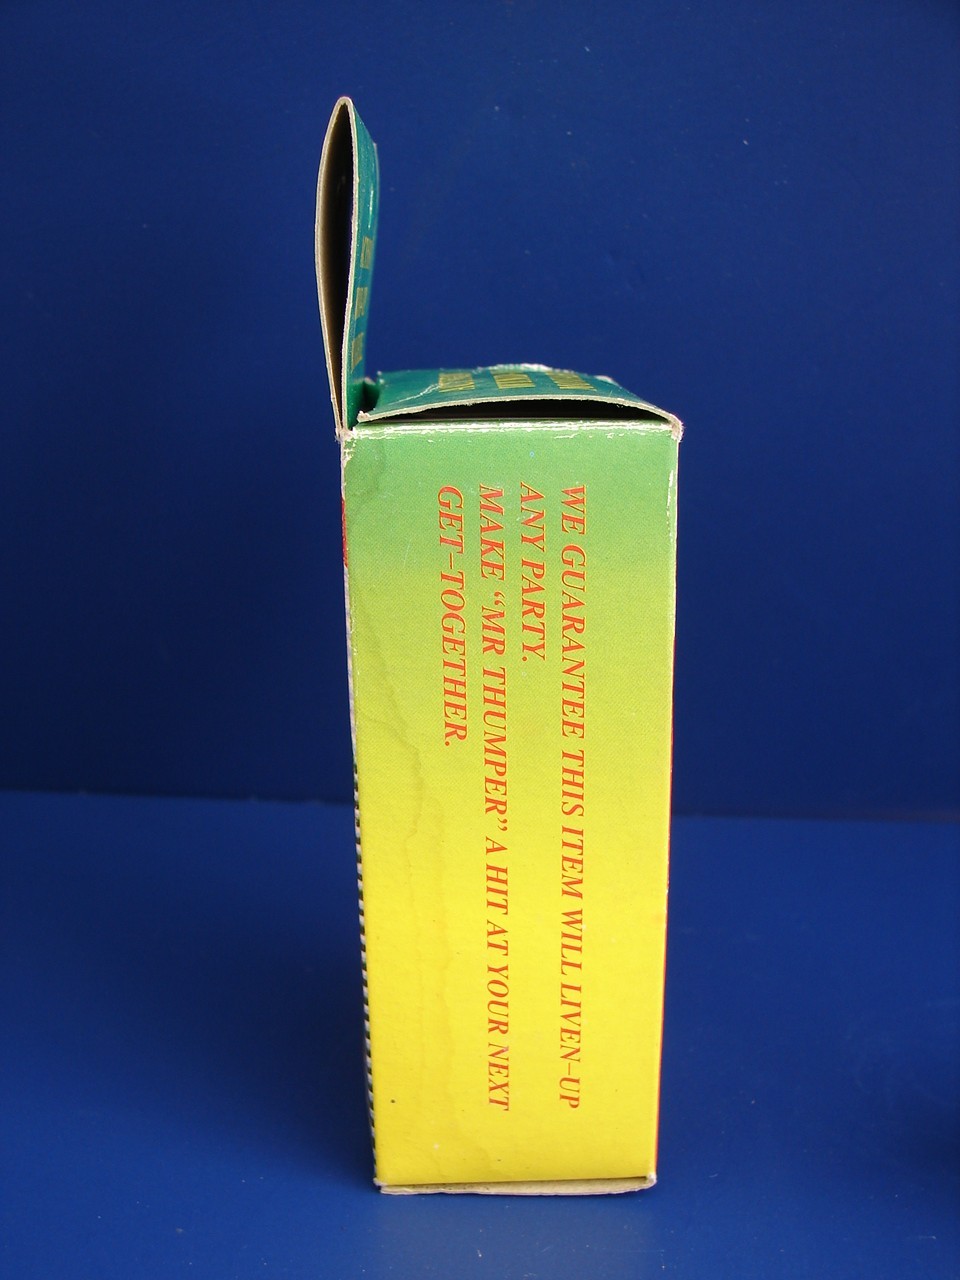 WE GUARANTEE THIS ITEM WILL LIVEN-UP
ANY PARTY.
MAKE “MR THUMPER” A HIT AT YOUR NEXT
GET-TOGETHER.